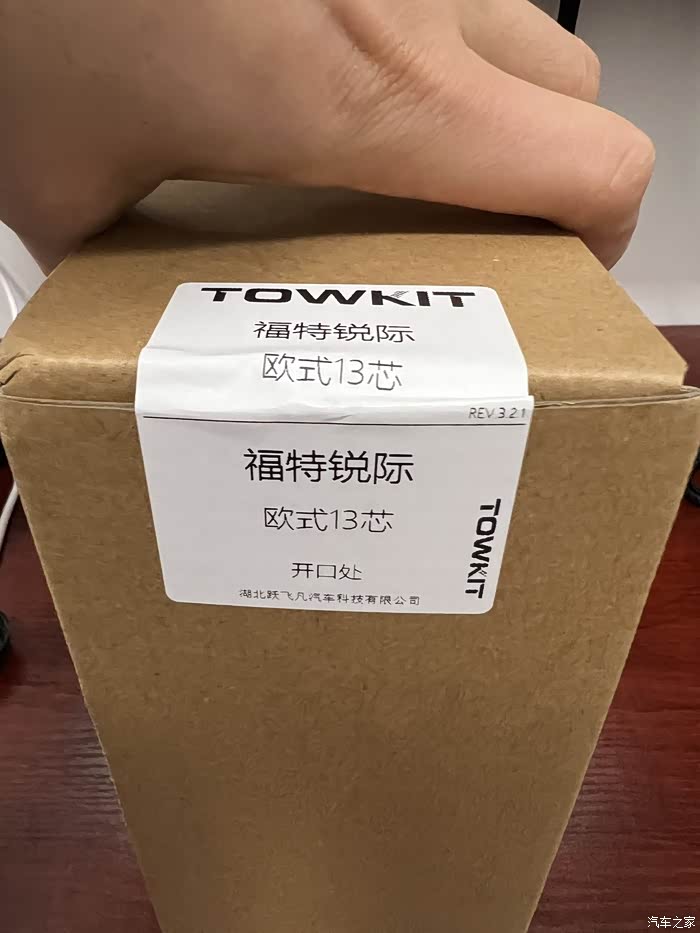 TOWKIT
福特锐际
欧式13芯
REV.3.2.1
福特锐际
欧式13芯
TOWKIT
开口处
湖北跃飞凡汽车科技有限公司
汽车之家